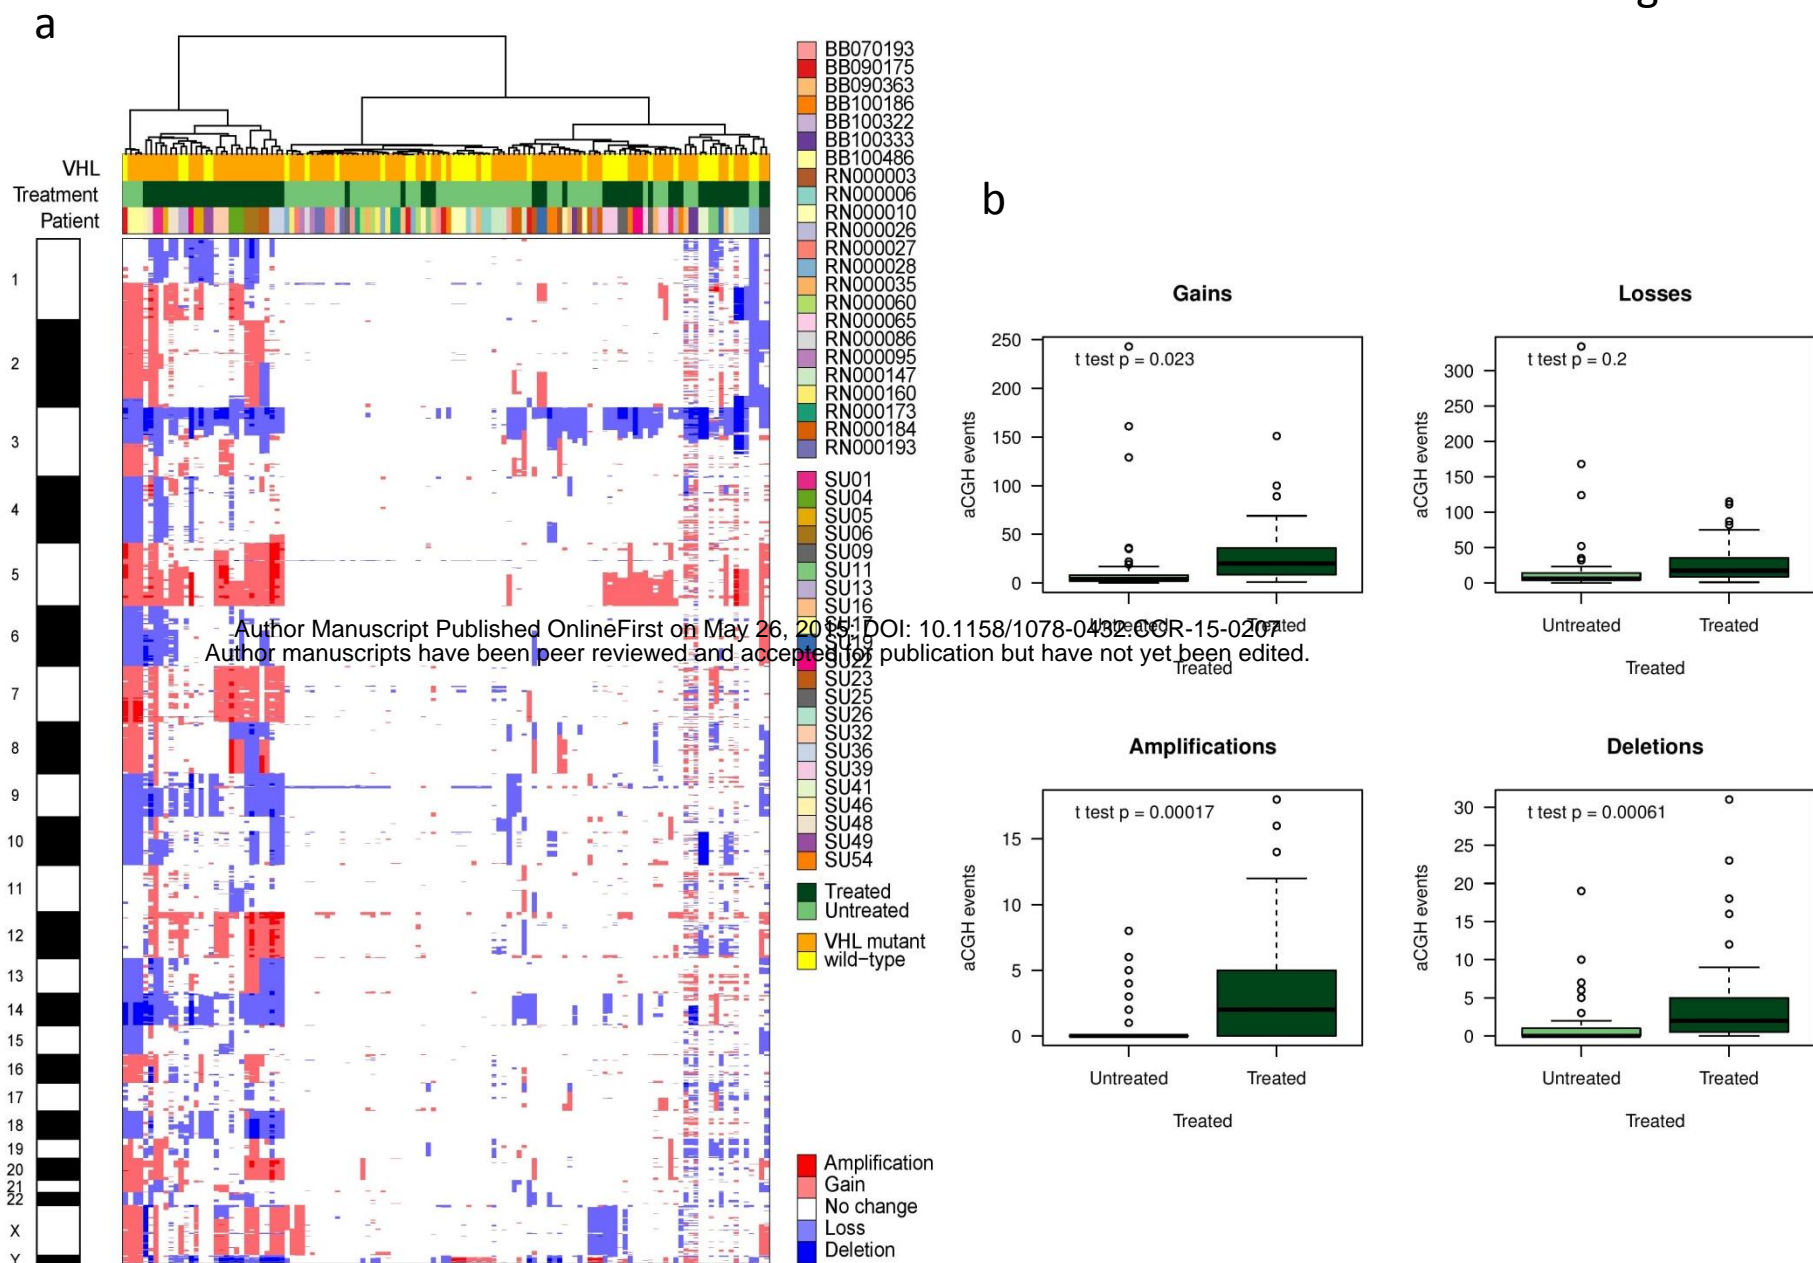 g
a
VHL
Treatment
Patient
1
2
3
4
5
6
7
8
9
10
11
12
13
14
15
16
17
18
19
20
21
22
X
Y
BB070193
BB090175
BB090363
BB100186
BB100322
BB100333
BB100486
RN000003
RN000006
RN000010
RN000026
RN000027
RN000028
RN000035
RN000060
RN000065
RN000086
RN000095
RN000147
RN000160
RN000173
RN000184
RN000193
SU01
SU04
SU05
SU06
SU09
SU11
SU13
SU16
SU17
SU19
SU22
SU23
SU25
SU26
SU32
SU36
SU39
SU41
SU46
SU48
SU49
SU54
Treated
Untreated
VHL mutant
wild-type
Amplification
Gain
No change
Loss
Deletion
Author Manuscript Published OnlineFirst on May 26, 2015; DOI: 10.1158/1078-0432.CCR-15-0207
Author manuscripts have been peer reviewed and accepted for publication but have not yet been edited.
b
Gains
t test p = 0.023
aCGH events
250
200
150
100
50
0
Untreated
Treated
Treated
Losses
t test p = 0.2
aCGH events
300
250
200
150
100
50
0
Untreated
Treated
Treated
Amplifications
t test p = 0.00017
aCGH events
15
10
5
0
Untreated
Treated
Treated
Deletions
t test p = 0.00061
aCGH events
30
25
20
15
10
5
0
Untreated
Treated
Treated